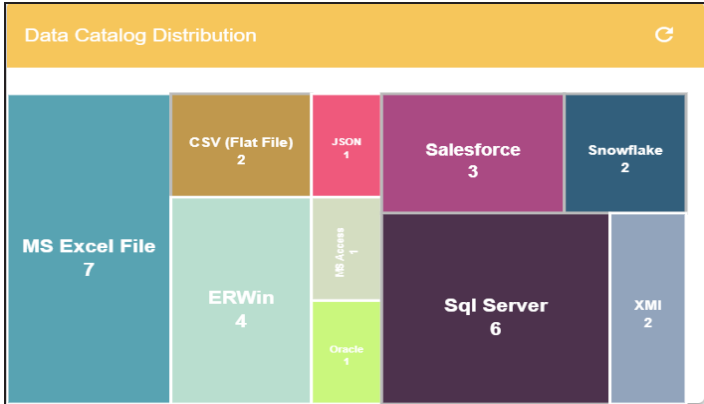 Data Catalog Distribution
MS Excel File
7
CSV (Flat File)
2
ERWin
4
JSON
1
MS Access
1
Oracle
1
Salesforce
3
Snowflake
2
Sql Server
6
XMI
2